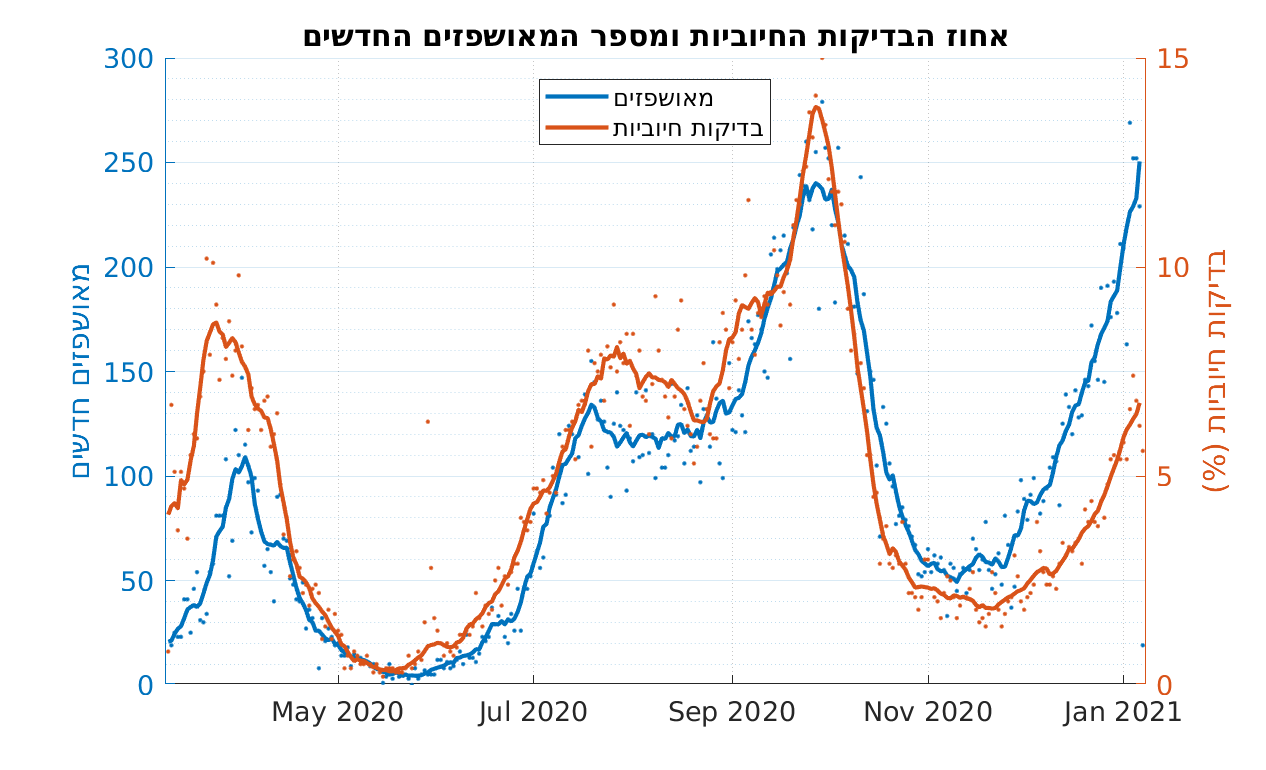 אחוז הבדיקות החיוביות ומספר המאושפזים החדשים
מאושפזים
בדיקות חיוביות
300
250
200
150
100
50
0
מאושפזים חדשים
15
10
5
0
בדיקות חיוביות (%)
May 2020
Jul 2020
Sep 2020
Nov 2020
Jan 2021